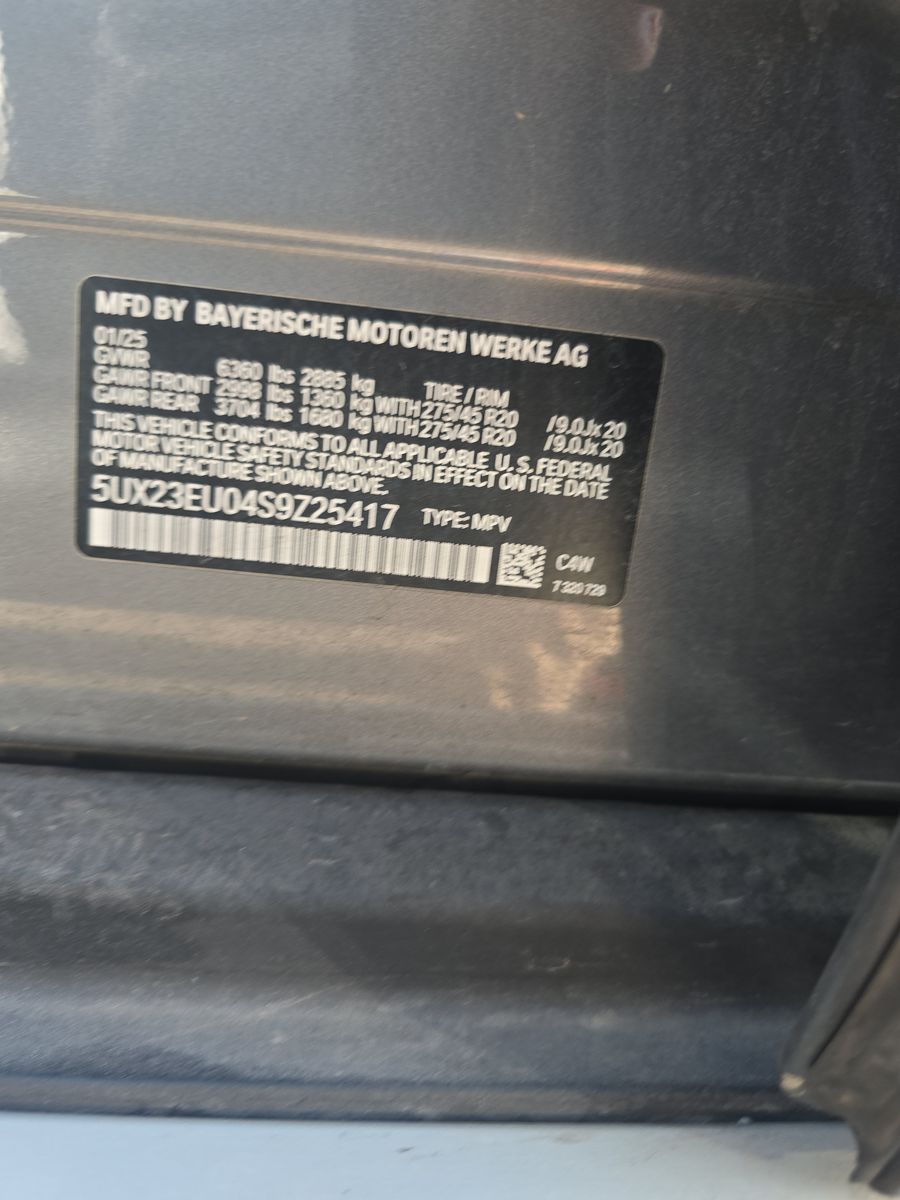 MFD BY BAYERISCHE MOTOREN WERKE AG
01/25
GVWR 6360 lbs 2885 kg TIRE / RIM
GAWR FRONT 2998 lbs 1360 kg WITH 275/45 R20 /9.0Jx20
GAWR REAR 3704 lbs 1680 kg WITH 275/45 R20 /9.0Jx20
THIS VEHICLE CONFORMS TO ALL APPLICABLE U.S. FEDERAL
MOTOR VEHICLE SAFETY STANDARDS IN EFFECT ON THE DATE
OF MANUFACTURE SHOWN ABOVE.
5UX23EU04S9Z25417 TYPE: MPV
C4W